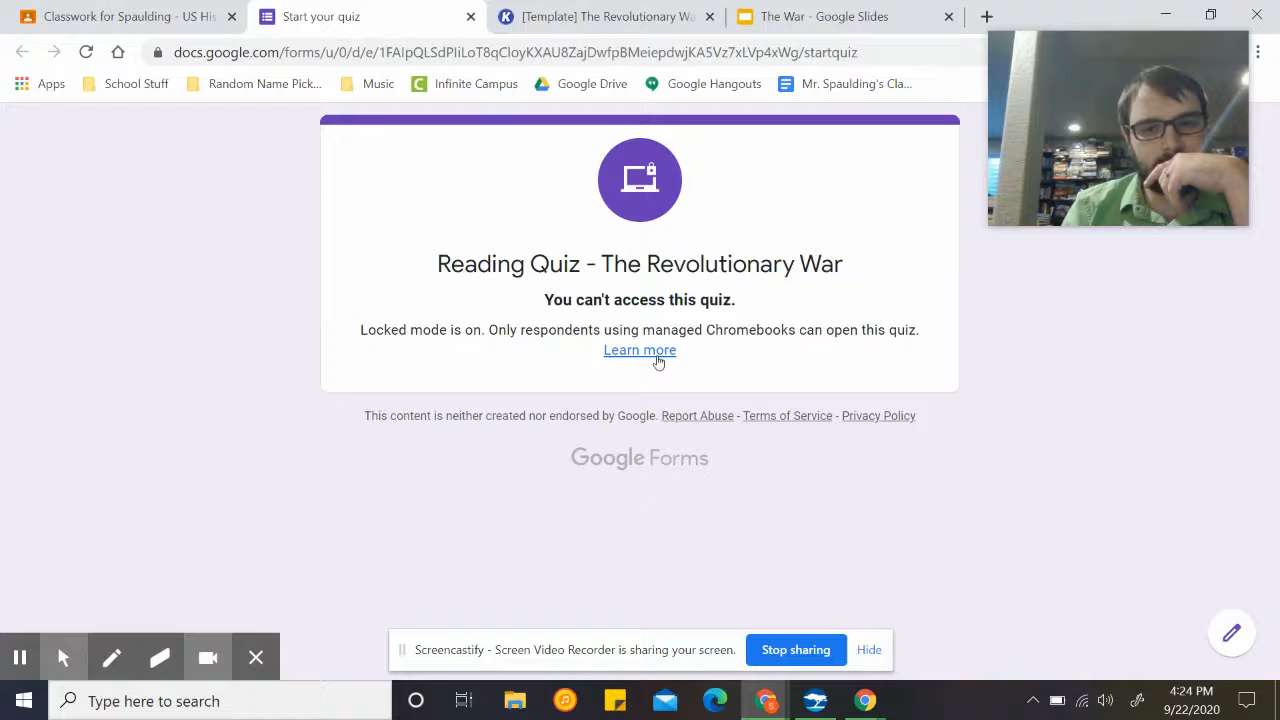 Classwork for Spaulding - US His
Start your quiz
[Template] The Revolutionary Wa
The War - Google Slides
docs.google.com/forms/u/0/d/e/1FAIpQLSdPIiLoT8qCloyKXAU8ZajDwfpBMeiepdwjKA5Vz7xLVp4xWg/startquiz
Apps
School Stuff
Random Name Pick...
Music
Infinite Campus
Google Drive
Google Hangouts
Mr. Spaulding's Cla...
Reading Quiz - The Revolutionary War
You can't access this quiz.
Locked mode is on. Only respondents using managed Chromebooks can open this quiz.
Learn more
This content is neither created nor endorsed by Google. Report Abuse - Terms of Service - Privacy Policy
Google Forms
Screencastify - Screen Video Recorder is sharing your screen.
Stop sharing
Hide
Type here to search
4:24 PM
9/22/2020